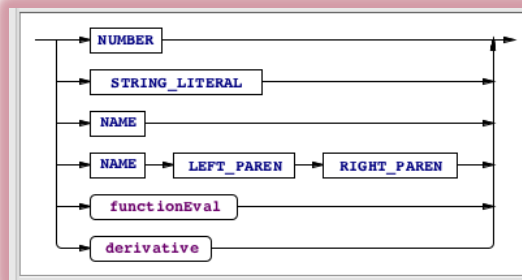 NUMBER
STRING_LITERAL
NAME
NAME LEFT_PAREN RIGHT_PAREN
functionEval
derivative